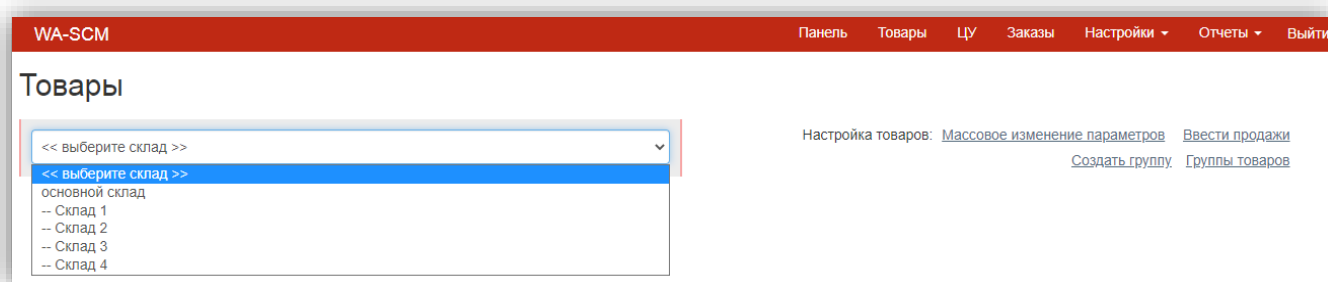 WA-SCM Панель Товары ЦУ Заказы Настройки Отчеты Выйти
Товары
<< выберите склад >>
Настройка товаров: Массовое изменение параметров Ввести продажи
Создать группу Группы товаров
<< выберите склад >>
основной склад
-- Склад 1
-- Склад 2
-- Склад 3
-- Склад 4